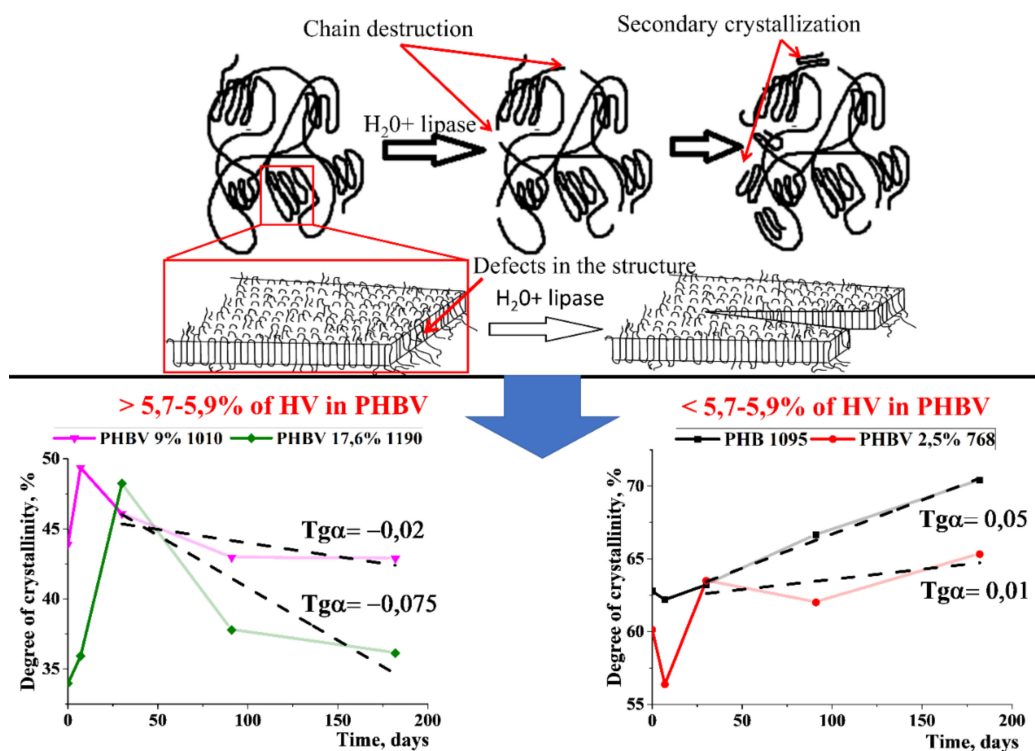 Chain destruction
Secondary crystallization
H₂0+ lipase
Defects in the structure
H₂0+ lipase
> 5,7-5,9% of HV in PHBV
PHBV 9% 1010 PHBV 17,6% 1190
Degree of crystallinity, %
50
45
40
35
Tgα= −0,02
Tgα= −0,075
0 50 100 150 200
Time, days
< 5,7-5,9% of HV in PHBV
PHB 1095 PHBV 2,5% 768
Degree of crystallinity, %
70
65
60
55
Tgα= 0,05
Tgα= 0,01
0 50 100 150 200
Time, days